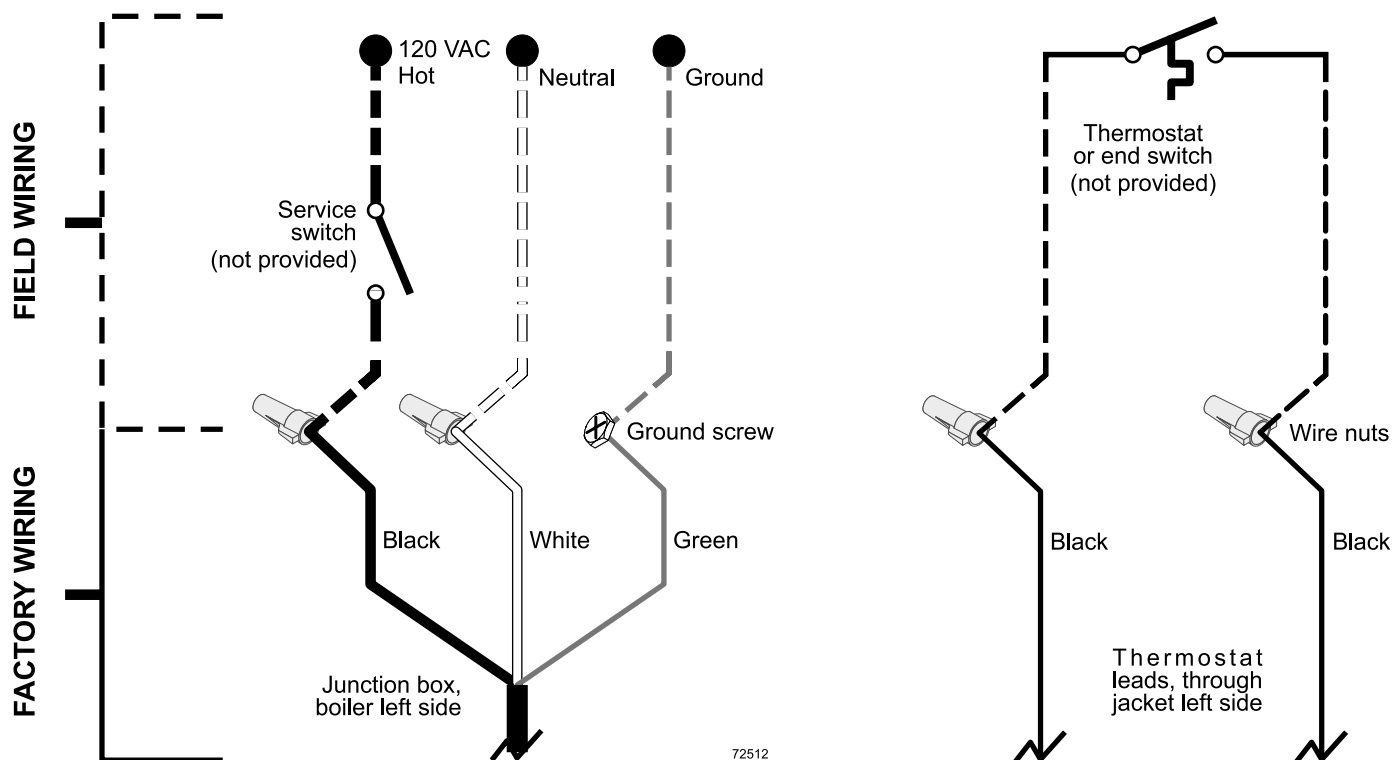 FIELD WIRING
FACTORY WIRING
120 VAC
Hot
Neutral
Ground
Service
switch
(not provided)
Ground screw
Black
White
Green
Junction box,
boiler left side
72512
Thermostat
or end switch
(not provided)
Wire nuts
Black
Black
Thermostat
leads, through
jacket left side